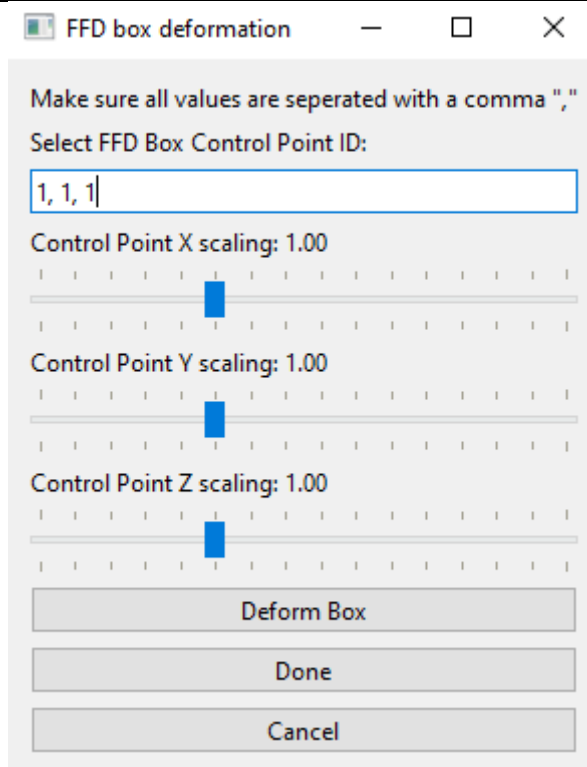 FFD box deformation
Make sure all values are seperated with a comma ","
Select FFD Box Control Point ID:
1, 1, 1
Control Point X scaling: 1.00
Control Point Y scaling: 1.00
Control Point Z scaling: 1.00
Deform Box
Done
Cancel